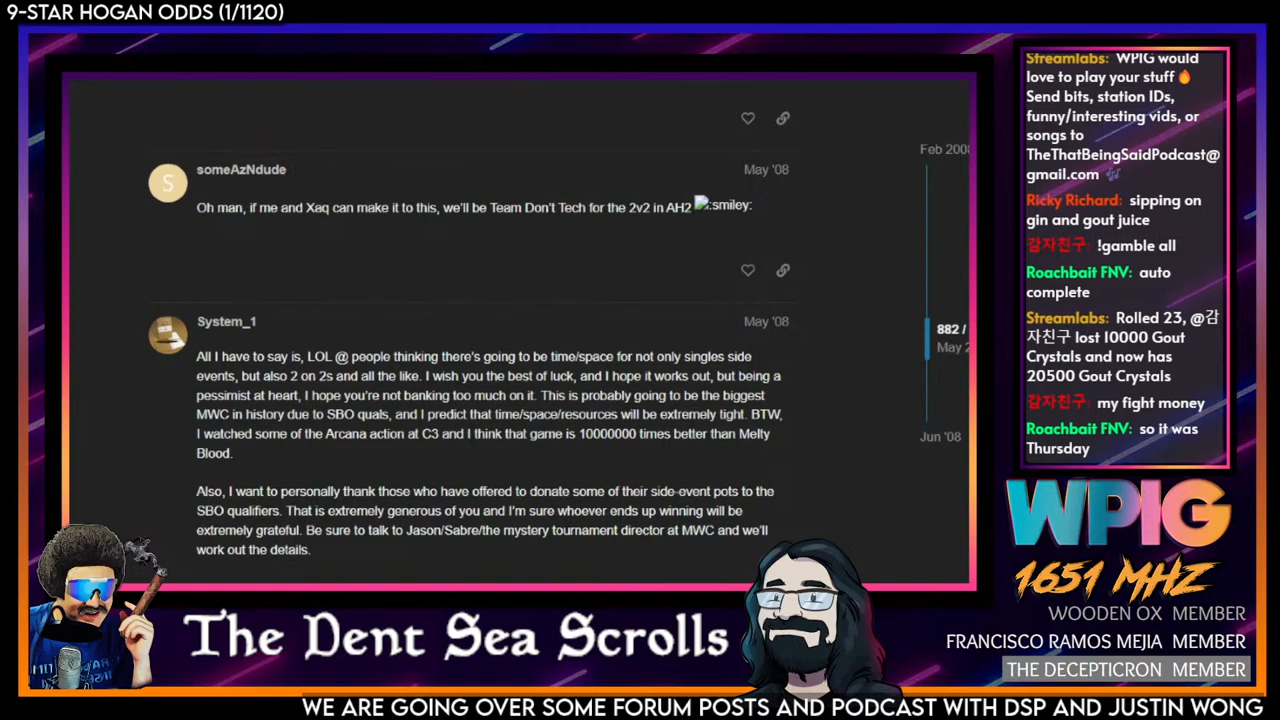 9-STAR HOGAN ODDS (1/1120)
Feb 2008
someAzNdude
May '08
Oh man, if me and Xaq can make it to this, we'll be Team Don't Tech for the 2v2 in AH2 :smiley:
System_1
May '08
All I have to say is, LOL @ people thinking there's going to be time/space for not only singles side
events, but also 2 on 2s and all the like. I wish you the best of luck, and I hope it works out, but being a
pessimist at heart, I hope you're not banking too much on it. This is probably going to be the biggest
MWC in history due to SBO quals, and I predict that time/space/resources will be extremely tight. BTW,
I watched some of the Arcana action at C3 and I think that game is 10000000 times better than Melty
Blood.
Also, I want to personally thank those who have offered to donate some of their side-event pots to the
SBO qualifiers. That is extremely generous of you and I'm sure whoever ends up winning will be
extremely grateful. Be sure to talk to Jason/Sabre/the mystery tournament director at MWC and we'll
work out the details.
882 /
May 2
Jun '08
Streamlabs: WPIG would
love to play your stuff🔥
Send bits, station IDs,
funny/interesting vids, or
songs to
TheThatBeingSaidPodcast@
gmail.com 🎶
Ricky Richard: sipping on
gin and gout juice
감자친구: !gamble all
Roachbait FNV: auto
complete
Streamlabs: Rolled 23, @감
자친구 lost 10000 Gout
Crystals and now has
20500 Gout Crystals
감자친구: my fight money
Roachbait FNV: so it was
Thursday
WPIG
1651 MHZ
WOODEN OX MEMBER
FRANCISCO RAMOS MEJIA MEMBER
THE DECEPTICRON MEMBER
The Dent Sea Scrolls
WE ARE GOING OVER SOME FORUM POSTS AND PODCAST WITH DSP AND JUSTIN WONG